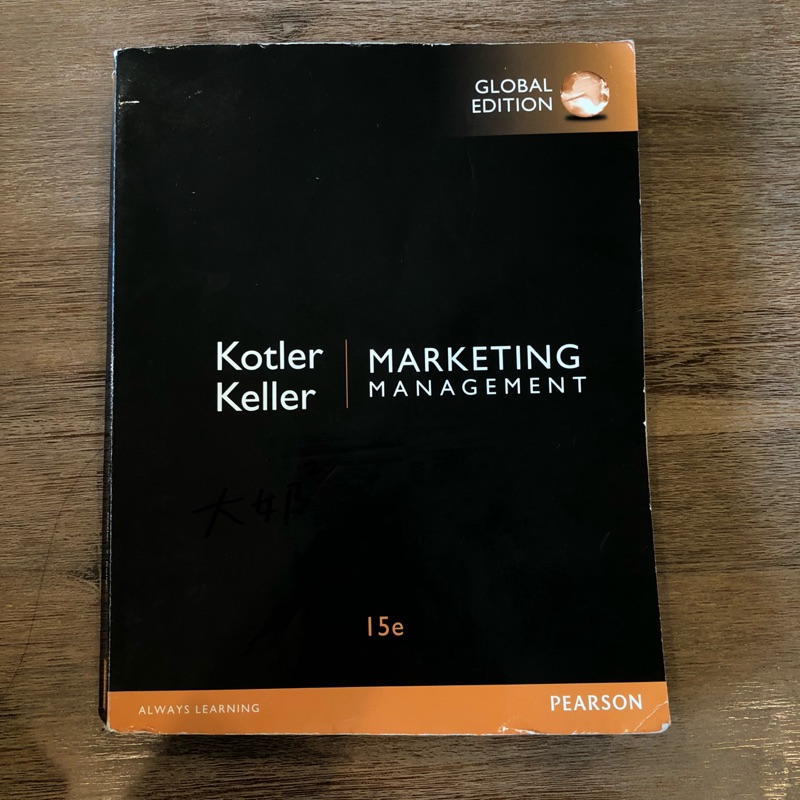 GLOBAL
EDITION
Kotler
Keller
MARKETING
MANAGEMENT
15e
ALWAYS LEARNING
PEARSON